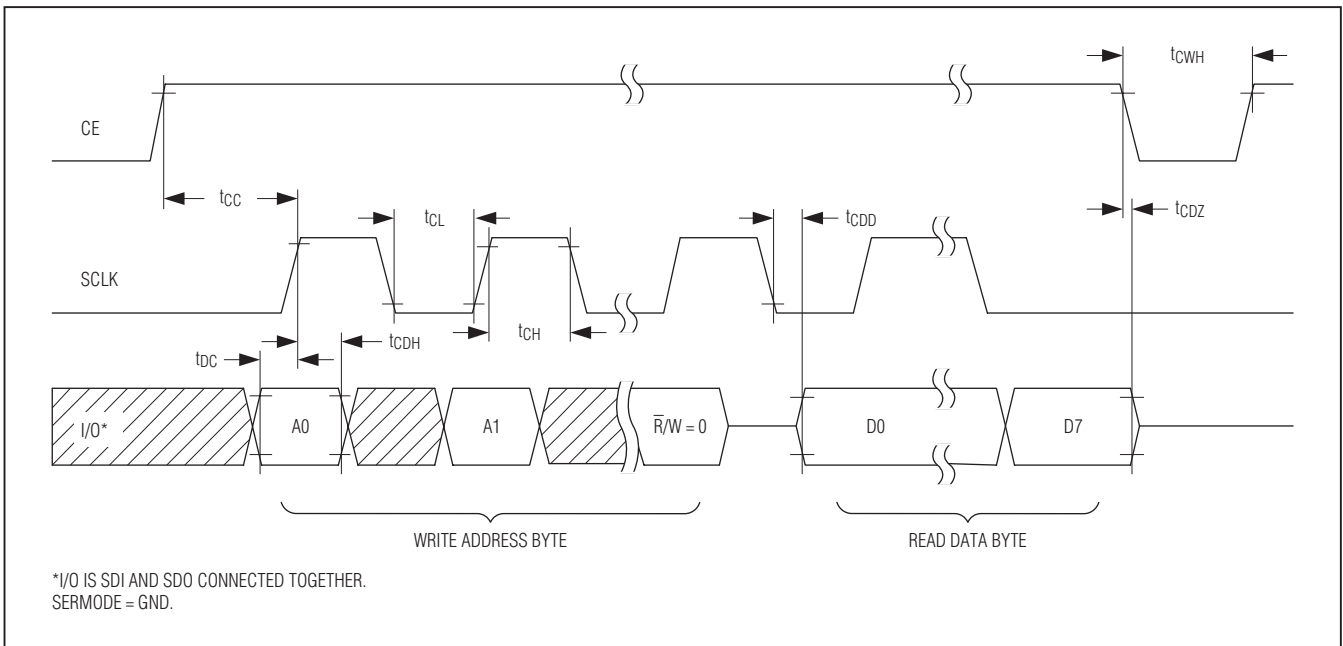 tCWH
CE
tCC
tCL
tCDD
tCDZ
SCLK
tCH
tDC
tCDH
I/O*
A0
A1
R̅/W = 0
D0
D7
WRITE ADDRESS BYTE
READ DATA BYTE
*I/O IS SDI AND SDO CONNECTED TOGETHER.
SERMODE = GND.